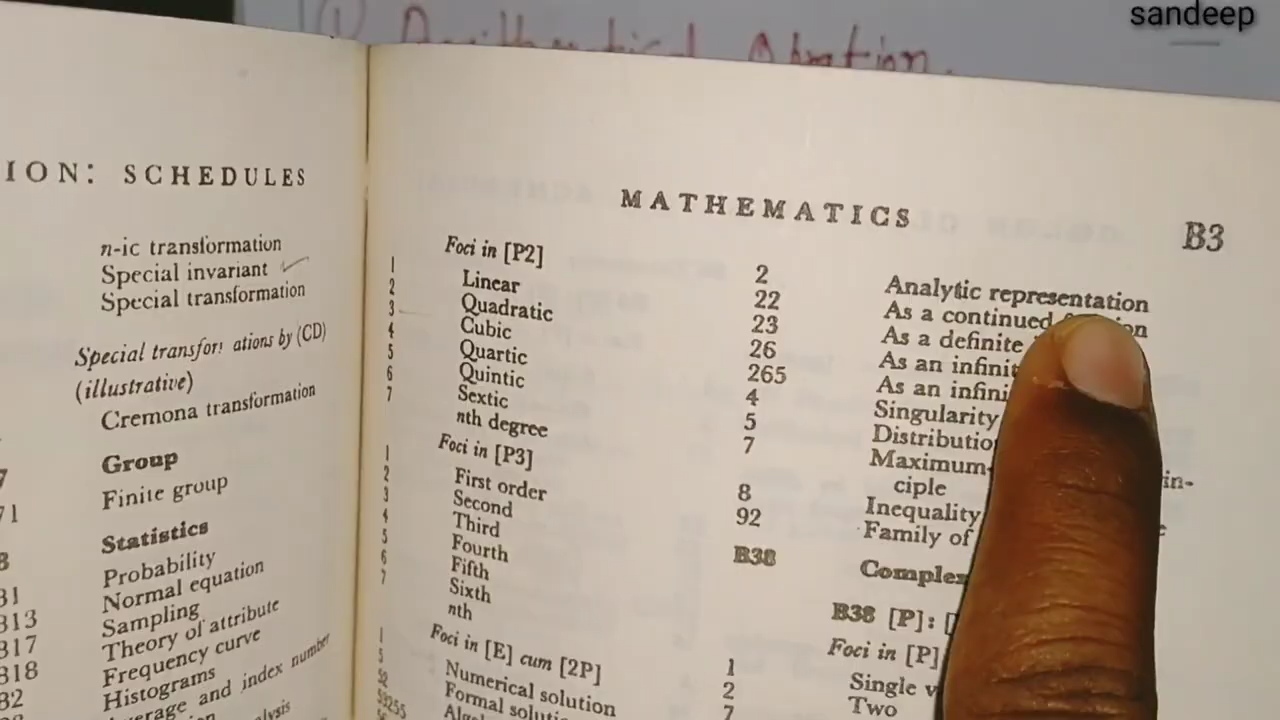 sandeep
ION: SCHEDULES
n-ic transformation
Special invariant
Special transformation
Special transfor ations by (CD)
(illustrative)
Cremona transformation
Group
Finite group
Statistics
Probability
Normal equation
Sampling
Theory of attribute
Frequency curve
Histograms
and index number
MATHEMATICS B3
Foci in [P2]
1 Linear
2 Quadratic
3 Cubic
4 Quartic
5 Quintic
6 Sextic
7 nth degree
Foci in [P3]
1 First order
2 Second
3 Third
4 Fourth
5 Fifth
6 Sixth
7 nth
Foci in [E] cum [2P]
1 Numerical solution
5 Formal
2 Analytic representation
22 As a continued
23 As a definite
26 As an
265 As an
4 Singularity
5
7 Maximum-
ciple
8 Inequality
92 Family of
B38
B38 [P]:
Foci in [P]
1 Single
2 Two
7